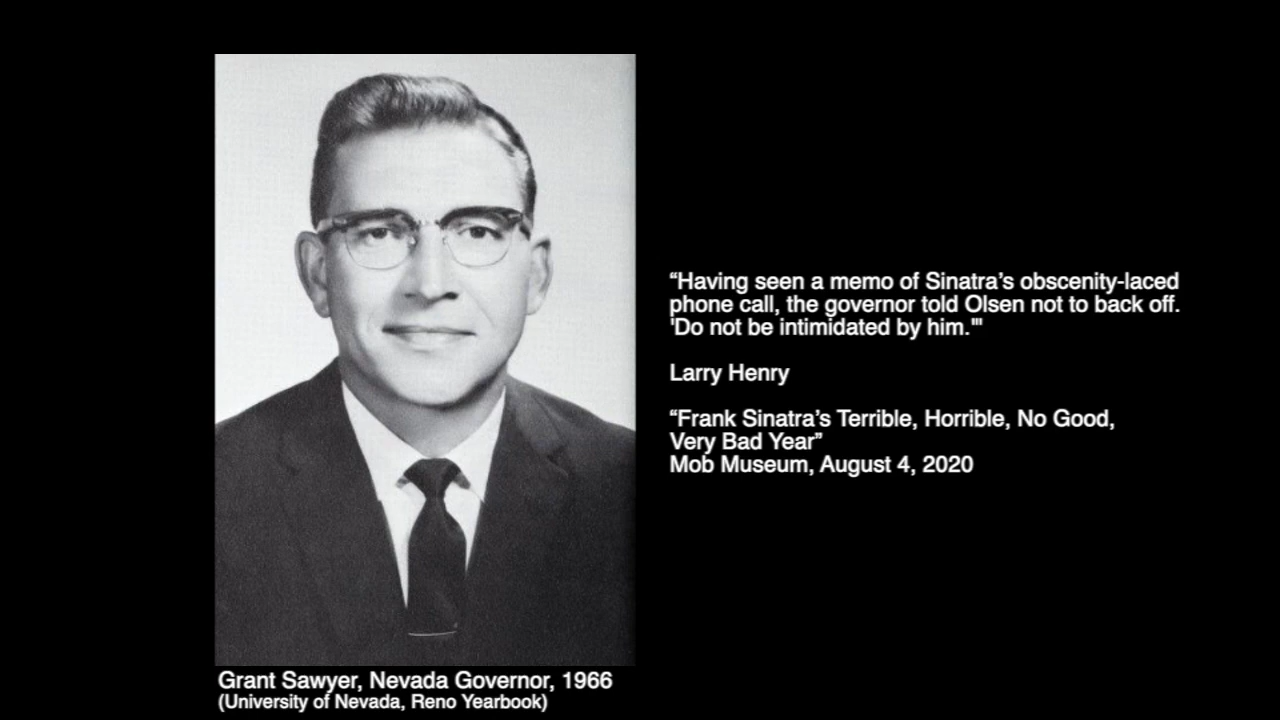 “Having seen a memo of Sinatra’s obscenity-laced
phone call, the governor told Olsen not to back off.
'Do not be intimidated by him.'"
Larry Henry
“Frank Sinatra’s Terrible, Horrible, No Good,
Very Bad Year”
Mob Museum, August 4, 2020
Grant Sawyer, Nevada Governor, 1966
(University of Nevada, Reno Yearbook)